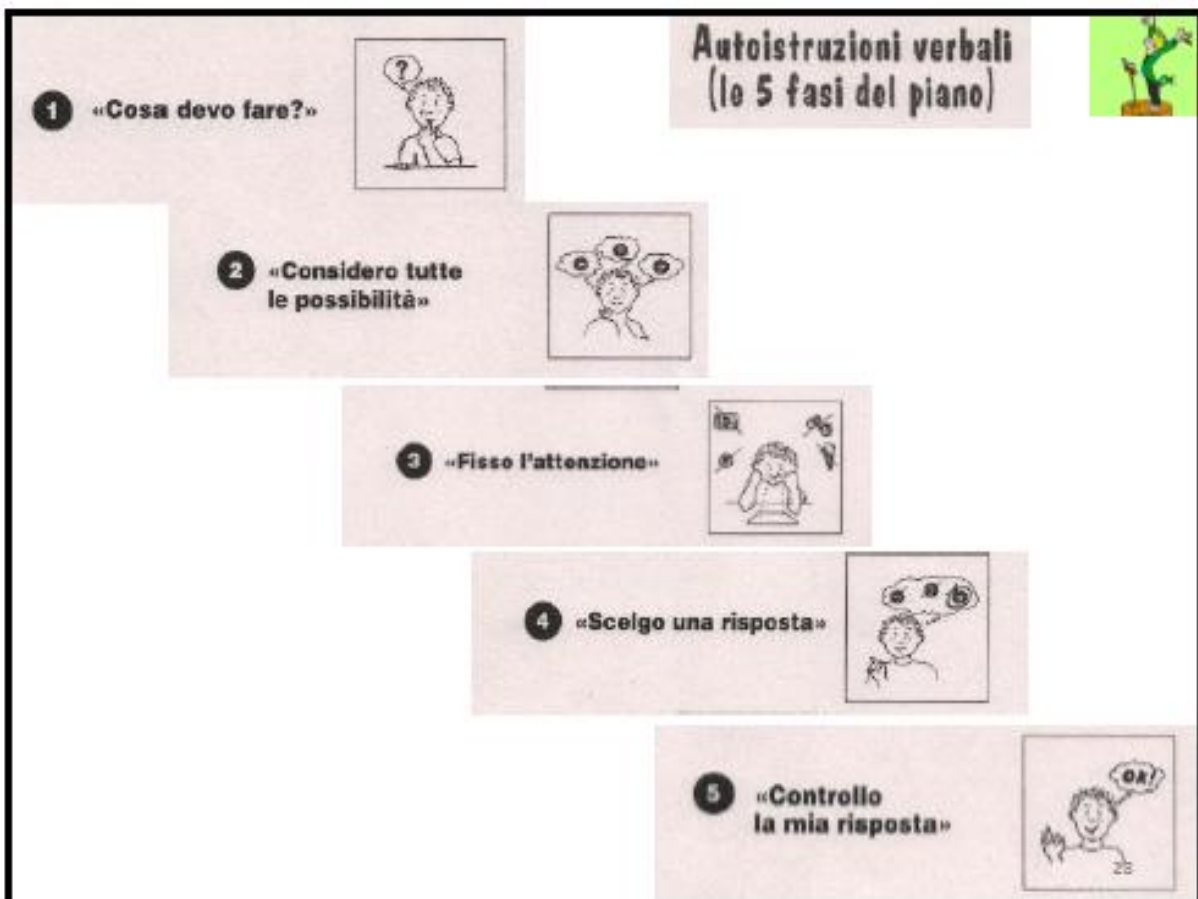 Autoistruzioni verbali
(le 5 fasi del piano)
1 «Cosa devo fare?»
?
2 «Considero tutte
le possibilità»
3 «Fisso l'attenzione»
4 «Scelgo una risposta»
5 «Controllo
la mia risposta»
OK!
28